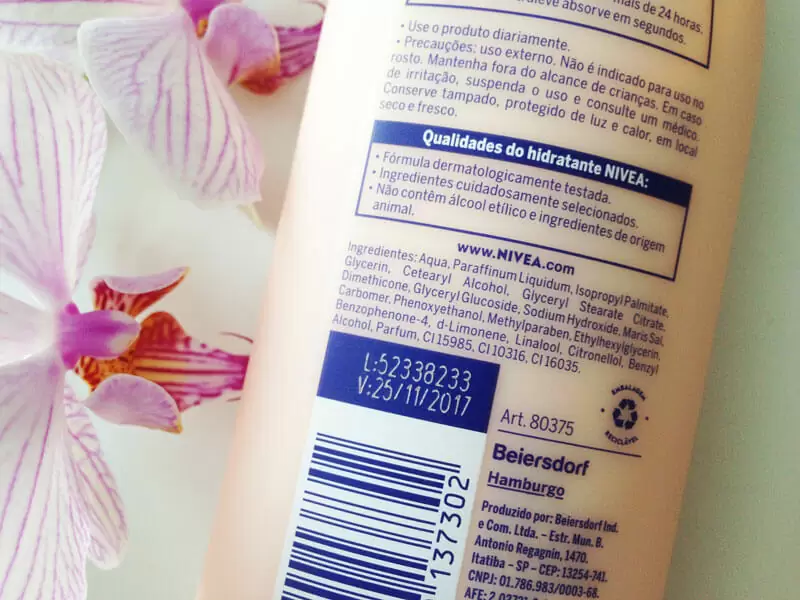 mais de 24 horas,
leve absorve em segundos.
• Use o produto diariamente.
• Precauções: uso externo. Não é indicado para uso no
rosto. Mantenha fora do alcance de crianças. Em caso
de irritação, suspenda o uso e consulte um médico.
Conserve tampado, protegido de luz e calor, em local
seco e fresco.
Qualidades do hidratante NIVEA:
• Fórmula dermatologicamente testada.
• Ingredientes cuidadosamente selecionados.
• Não contêm álcool etílico e ingredientes de origem
animal.
www.NIVEA.com
Ingredientes: Aqua, Paraffinum Liquidum, Isopropyl Palmitate,
Glycerin, Cetearyl Alcohol, Glyceryl Stearate Citrate,
Dimethicone, Glyceryl Glucoside, Sodium Hydroxide, Maris Sal,
Carbomer, Phenoxyethanol, Methylparaben, Ethylhexylglycerin,
Benzophenone-4, d-Limonene, Linalool, Citronellol, Benzyl
Alcohol, Parfum, CI 15985, CI 10316, CI 16035.
L:52338233
V:25/11/2017
Art. 80375
EMBALAGEM
RECICLÁVEL
Beiersdorf
Hamburgo
137302
Produzido por: Beiersdorf Ind.
e Com. Ltda. – Estr. Mun. B.
Antonio Regagnin, 1470.
Itatiba – SP – CEP: 13254-741.
CNPJ: 01.786.983/0003-68.
AFE: